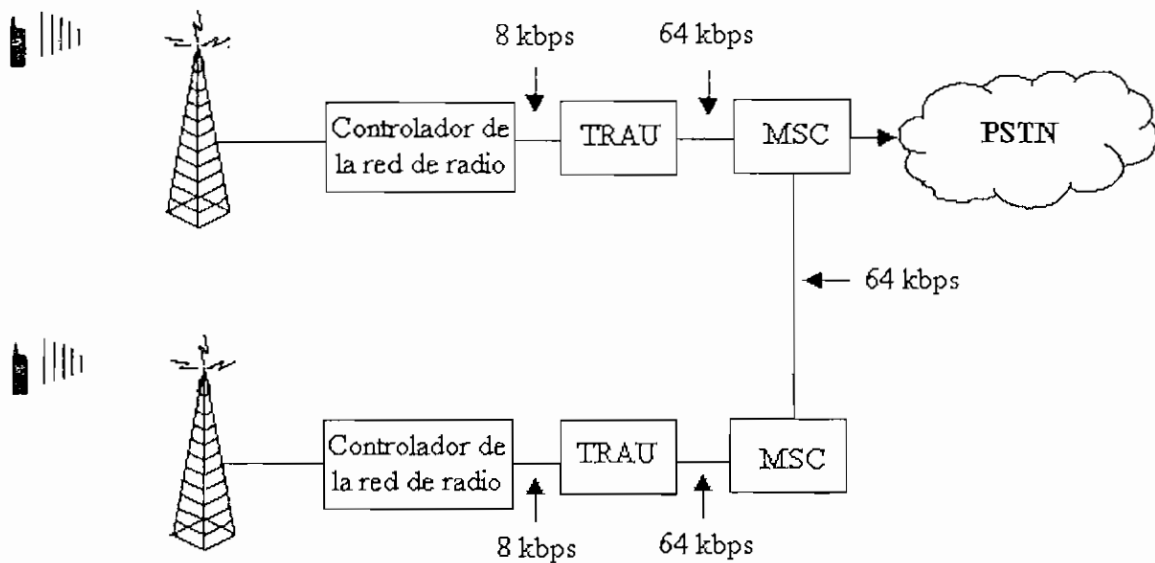 8 kbps
64 kbps
Controlador de
la red de radio
TRAU
MSC
PSTN
64 kbps
Controlador de
la red de radio
TRAU
MSC
8 kbps
64 kbps